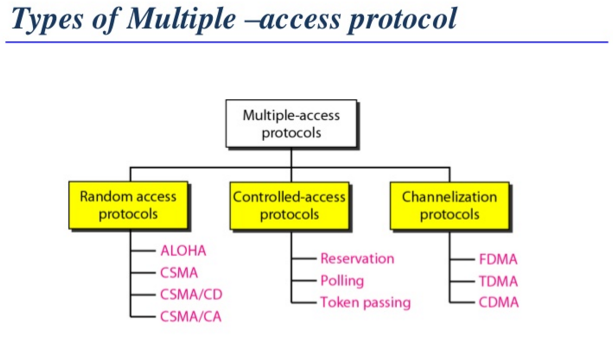 Types of Multiple –access protocol
Multiple-access
protocols
Random access
protocols
Controlled-access
protocols
Channelization
protocols
ALOHA
CSMA
CSMA/CD
CSMA/CA
Reservation
Polling
Token passing
FDMA
TDMA
CDMA